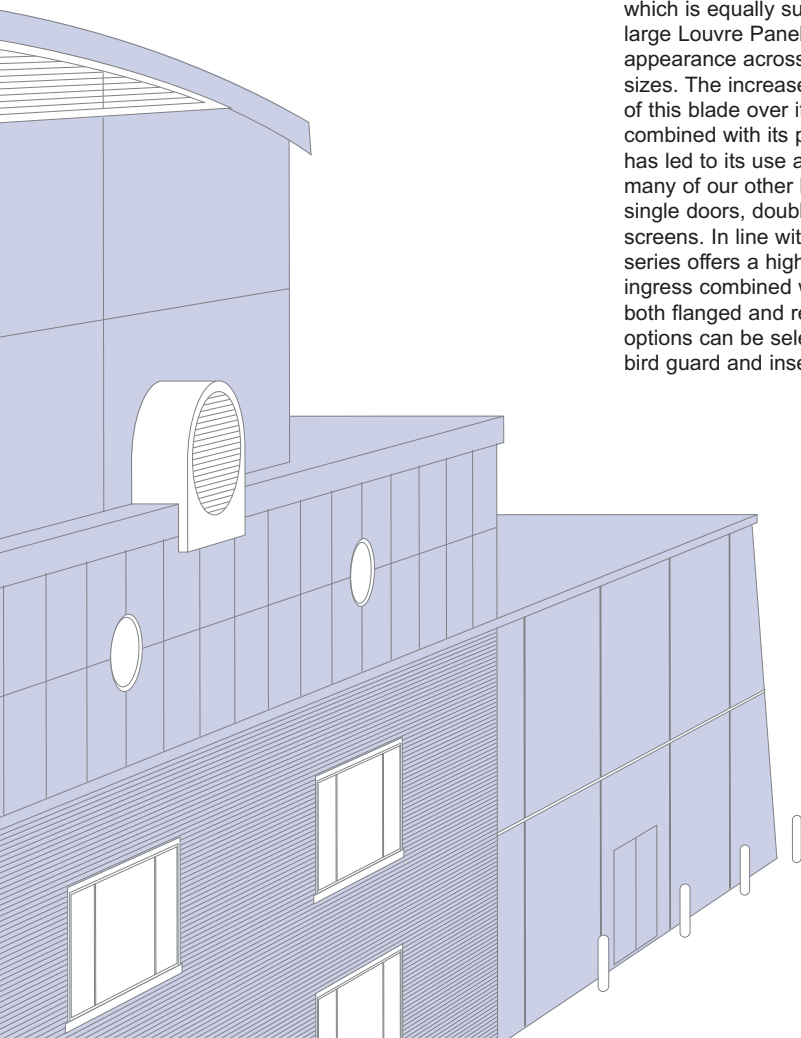 which is equally su
large Louvre Panel
appearance across
sizes. The increase
of this blade over i
combined with its p
has led to its use a
many of our other
single doors, doubl
screens. In line wit
series offers a high
ingress combined
both flanged and re
options can be sele
bird guard and inse